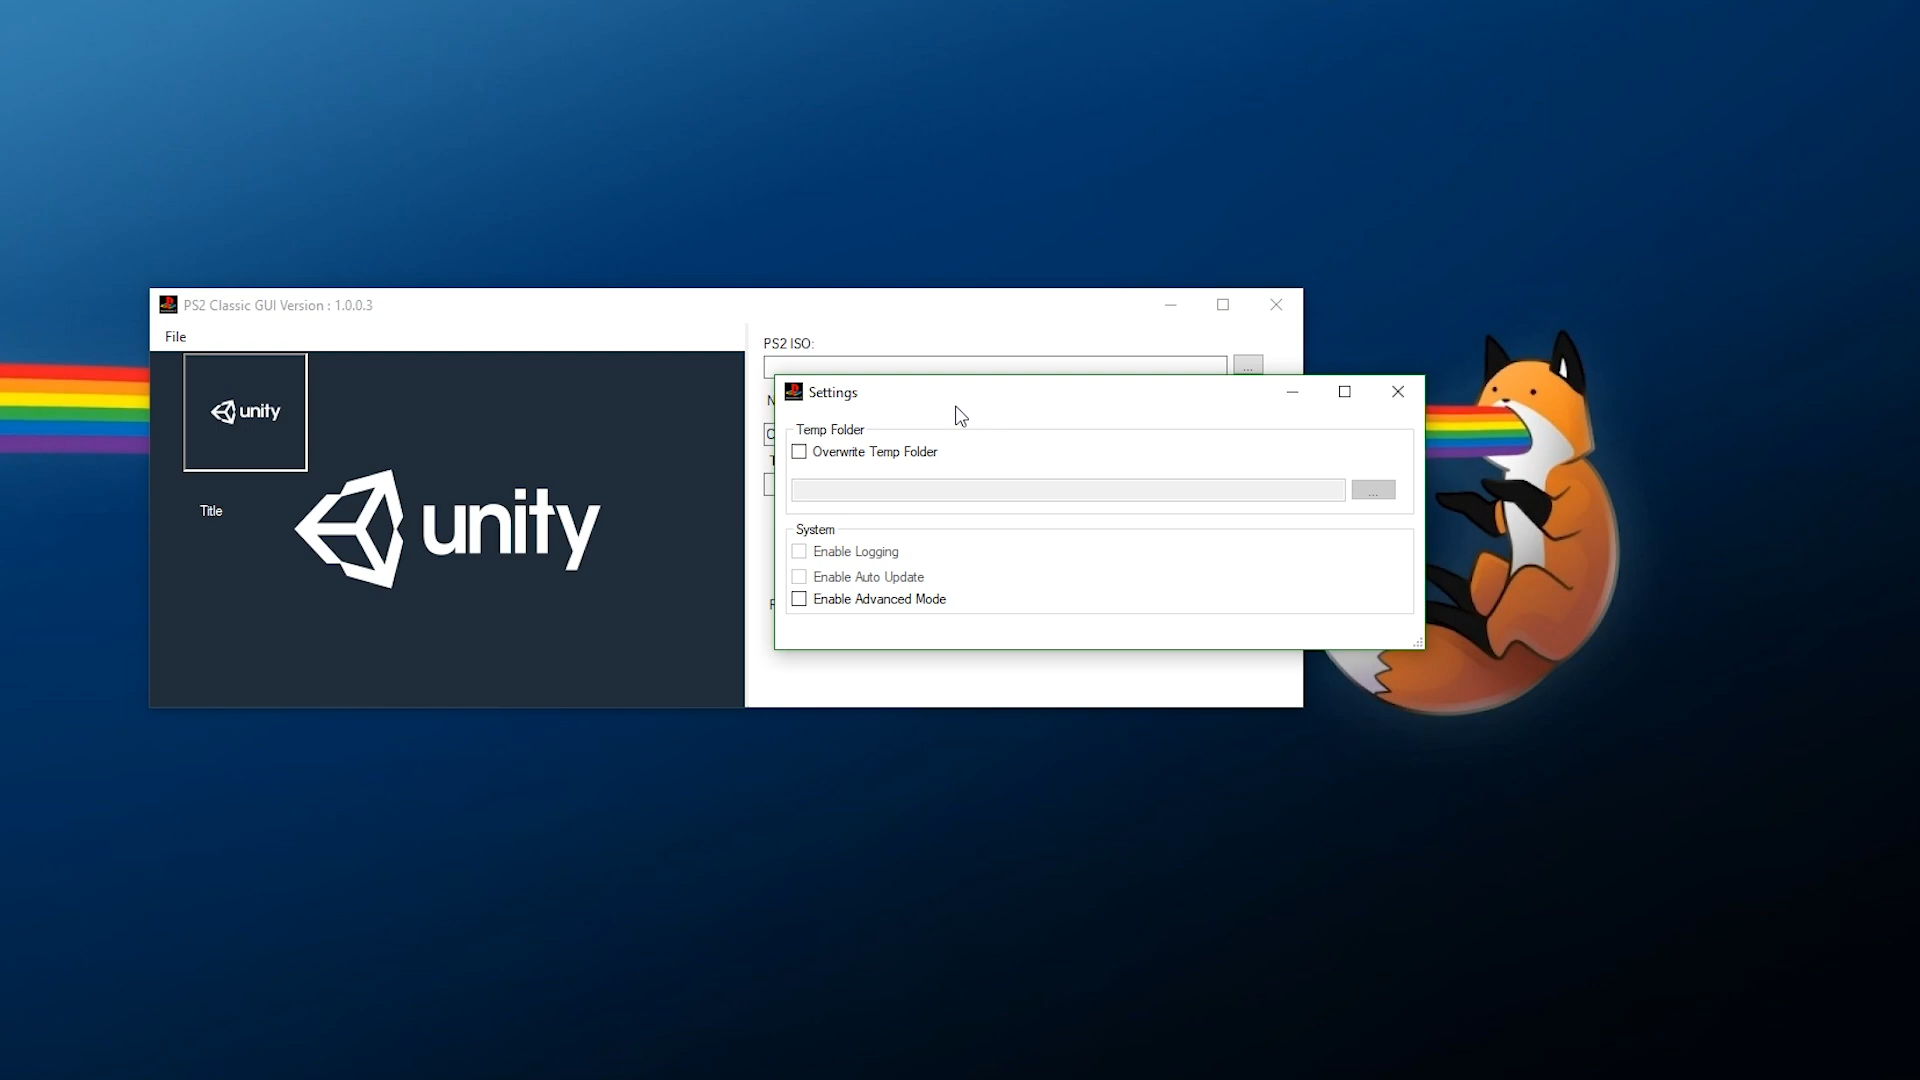 PS2 Classic GUI Version : 1.0.0.3
File
unity
Title
unity
PS2 ISO:
...
Settings
Temp Folder
Overwrite Temp Folder
...
System
Enable Logging
Enable Auto Update
Enable Advanced Mode